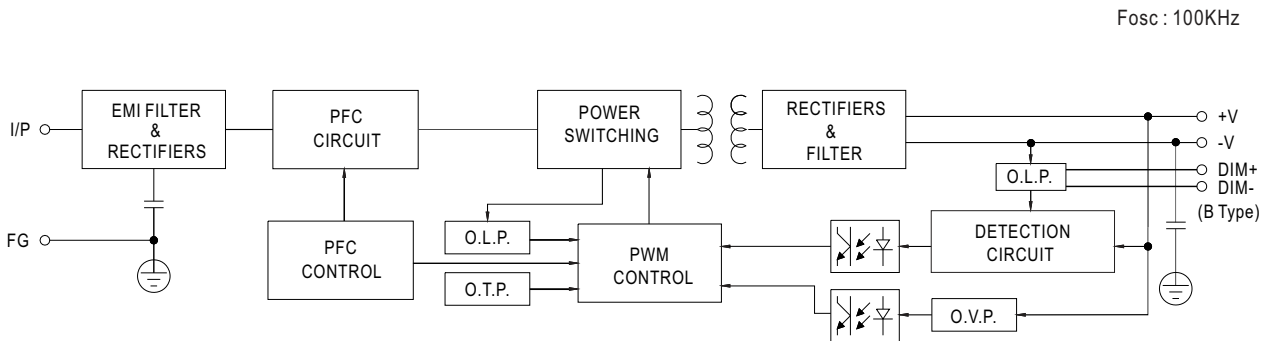 Fosc : 100KHz
I/P
EMI FILTER
&
RECTIFIERS
PFC
CIRCUIT
POWER
SWITCHING
RECTIFIERS
&
FILTER
+V
-V
DIM+
DIM-
(B Type)
O.L.P.
FG
PFC
CONTROL
O.L.P.
O.T.P.
PWM
CONTROL
DETECTION
CIRCUIT
O.V.P.